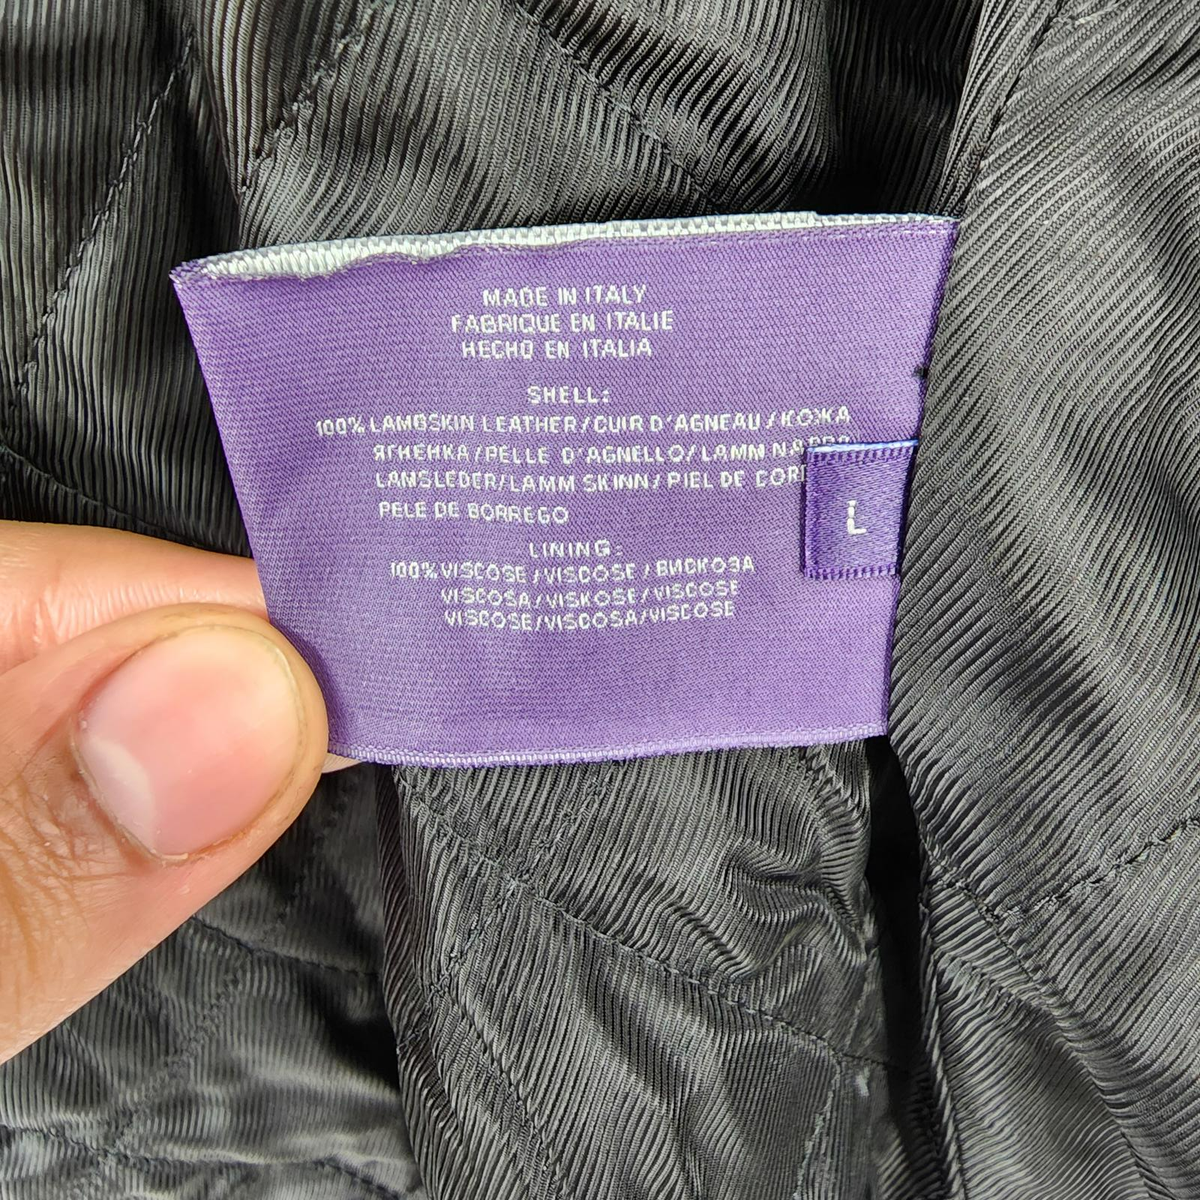 MADE IN ITALY
FABRIQUE EN ITALIE
HECHO EN ITALIA
SHELL:
100% LAMBSKIN LEATHER/CUIR D'AGNEAU/КОЖА
ЯГНЕНКА/PELLE D'AGNELLO/LAMM
LAMSLEDER/LAMM SKINN/PIEL DE
PELE DE BORREGO
L
LINING:
100% VISCOSE/VISCOSE/ВИСКОЗА
VISCOSA/VISKOSE/VISCOSE
VISCOSE/VISCOSA/VISCOSE